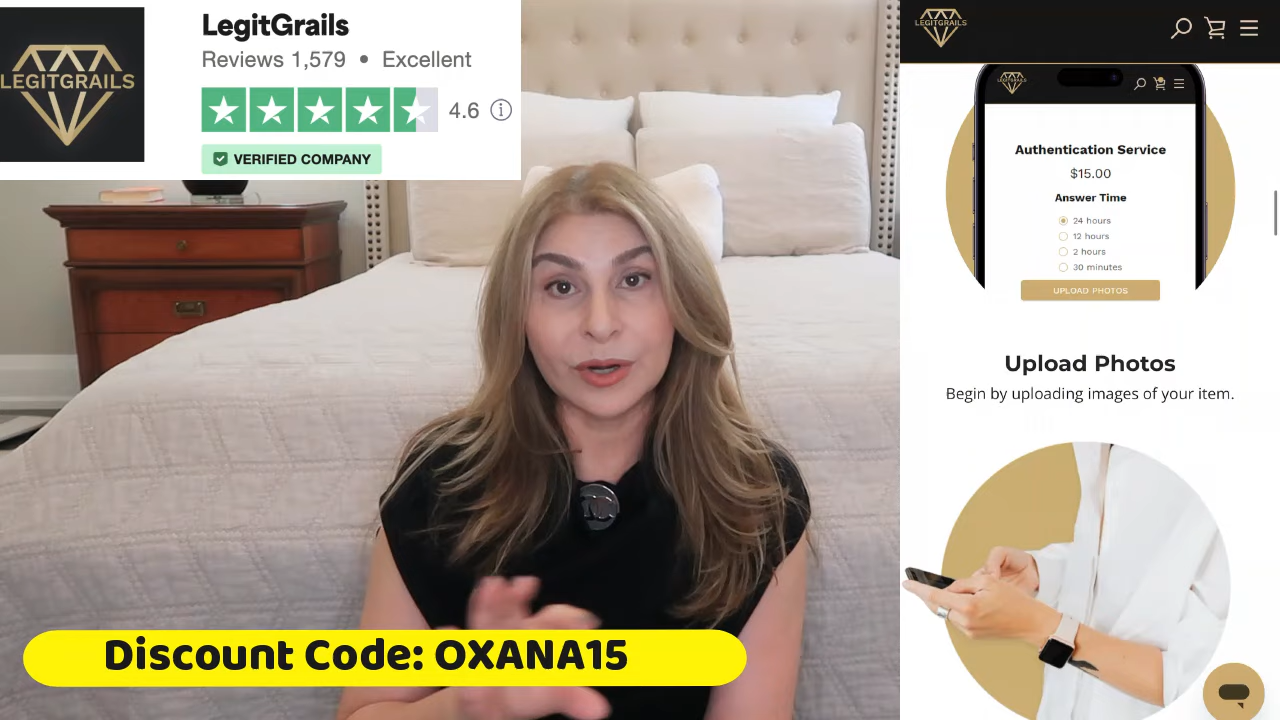 LEGITGRAILS
LegitGrails
Reviews 1,579 • Excellent
4.6
VERIFIED COMPANY
Discount Code: OXANA15
LEGITGRAILS
LEGITGRAILS
Authentication Service
$15.00
Answer Time
24 hours
12 hours
2 hours
30 minutes
UPLOAD PHOTOS
Upload Photos
Begin by uploading images of your item.